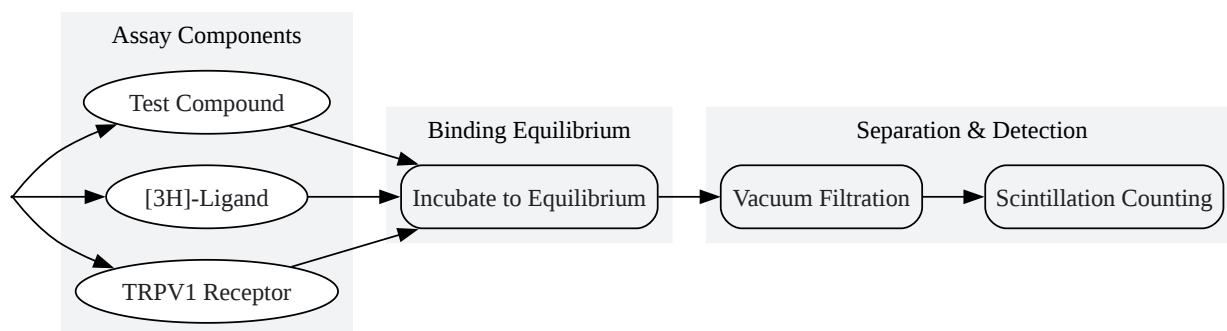 Assay Components
Test Compound
[3H]-Ligand
TRPV1 Receptor
Binding Equilibrium
Incubate to Equilibrium
Separation & Detection
Vacuum Filtration
Scintillation Counting